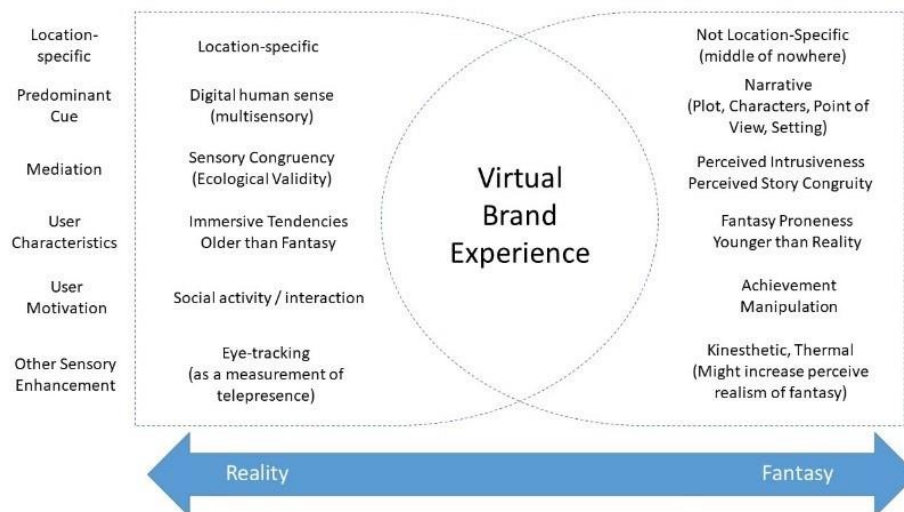 Location-
specific
Location-specific
Not Location-Specific
(middle of nowhere)
Predominant
Cue
Digital human sense
(multisensory)
Narrative
(Plot, Characters, Point of
View, Setting)
Mediation
Sensory Congruency
(Ecological Validity)
Perceived Intrusiveness
Perceived Story Congruity
Virtual
Brand
Experience
User
Characteristics
Immersive Tendencies
Older than Fantasy
Fantasy Proneness
Younger than Reality
User
Motivation
Social activity / interaction
Achievement
Manipulation
Other Sensory
Enhancement
Eye-tracking
(as a measurement of
telepresence)
Kinesthetic, Thermal
(Might increase perceive
realism of fantasy)
Reality
Fantasy